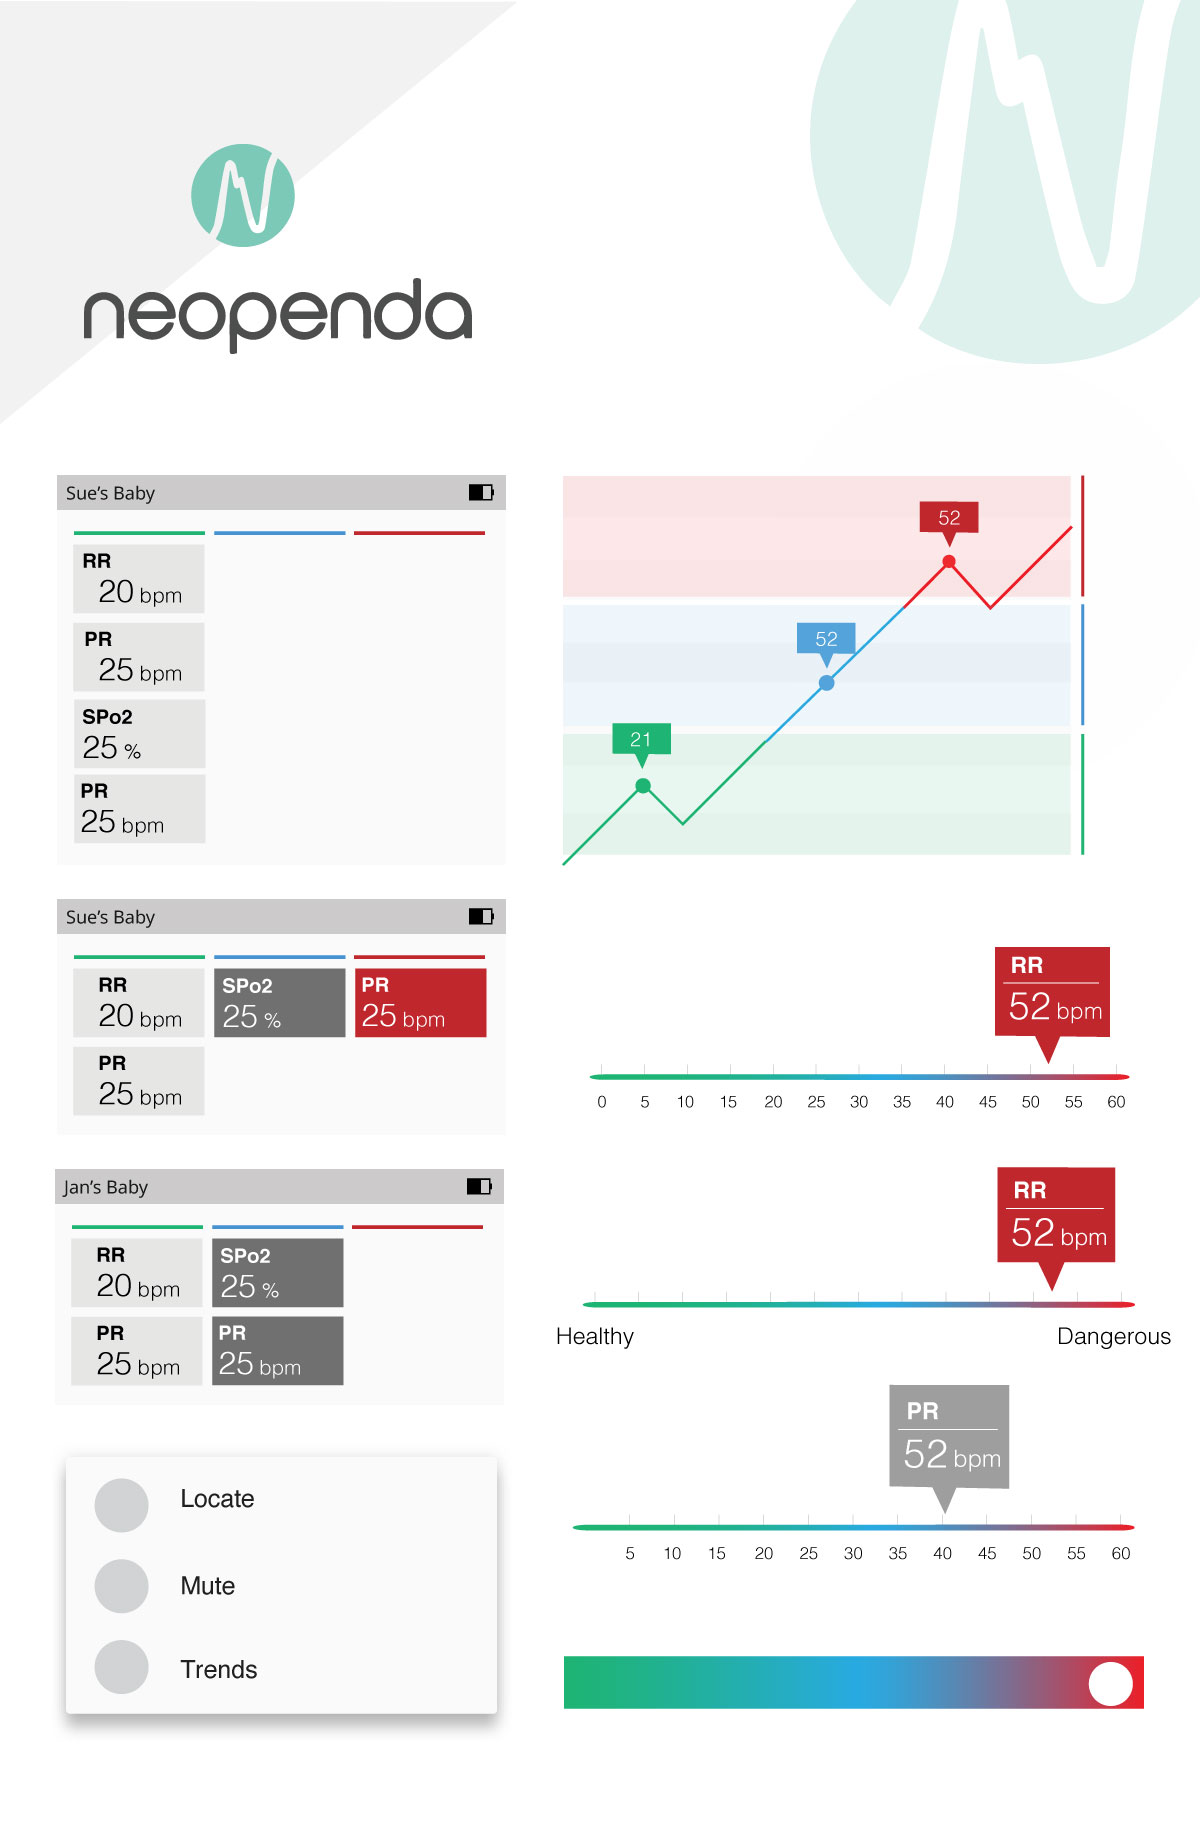 neopenda
Sue's Baby
RR
20 bpm
PR
25 bpm
SPo2
25 %
PR
25 bpm
52
52
21
Sue's Baby
RR
20 bpm
SPo2
25 %
PR
25 bpm
PR
25 bpm
RR
52 bpm
0 5 10 15 20 25 30 35 40 45 50 55 60
Jan's Baby
RR
20 bpm
SPo2
25 %
PR
25 bpm
PR
25 bpm
RR
52 bpm
Healthy Dangerous
PR
52 bpm
5 10 15 20 25 30 35 40 45 50 55 60
Locate
Mute
Trends